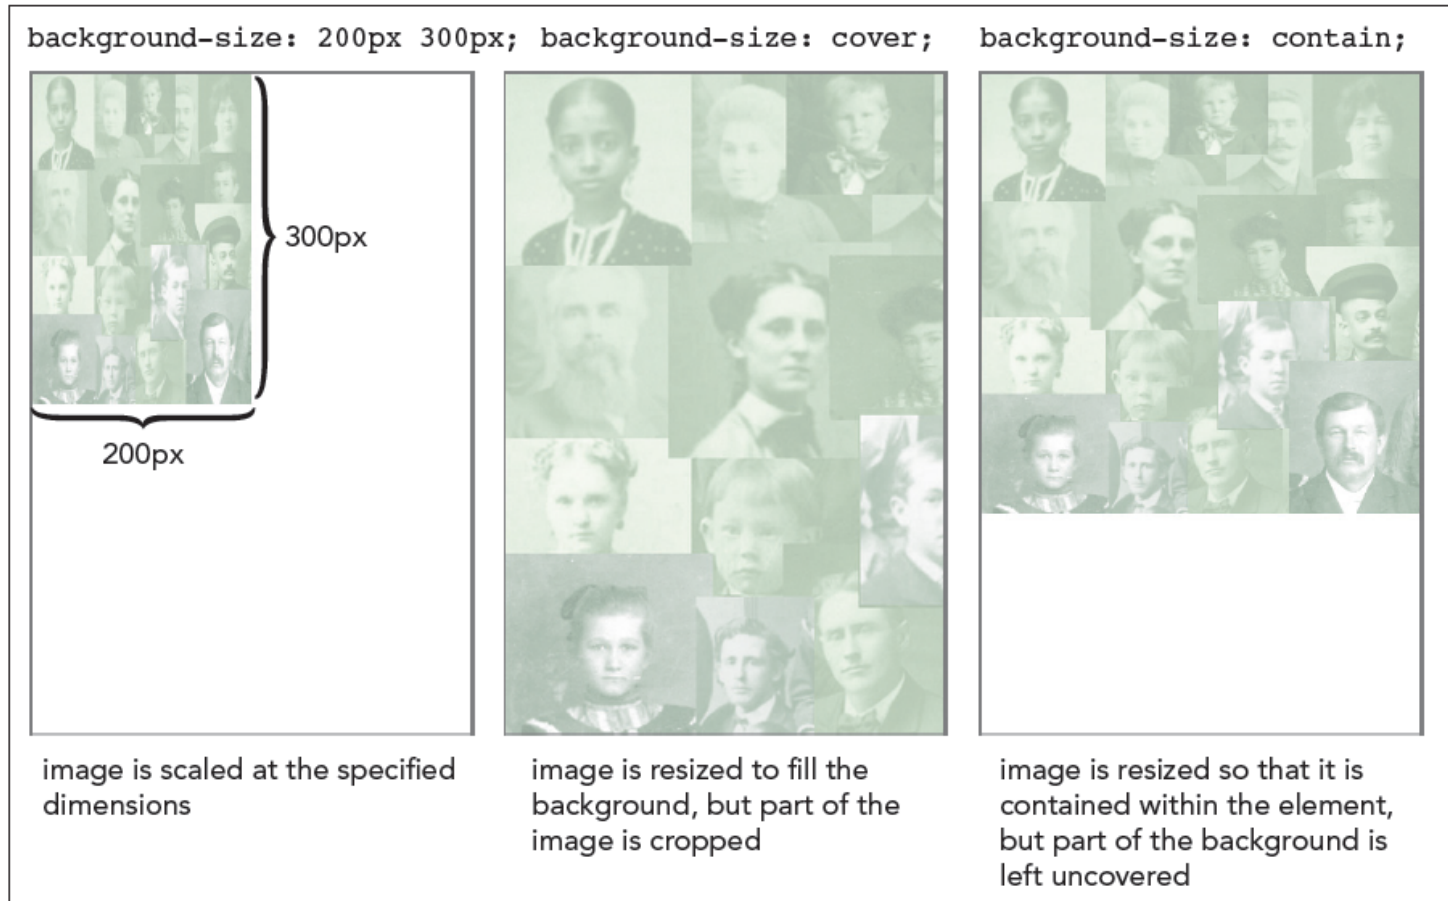 background-size: 200px 300px;
background-size: cover;
background-size: contain;
300px
200px
image is scaled at the specified
dimensions
image is resized to fill the
background, but part of the
image is cropped
image is resized so that it is
contained within the element,
but part of the background is
left uncovered